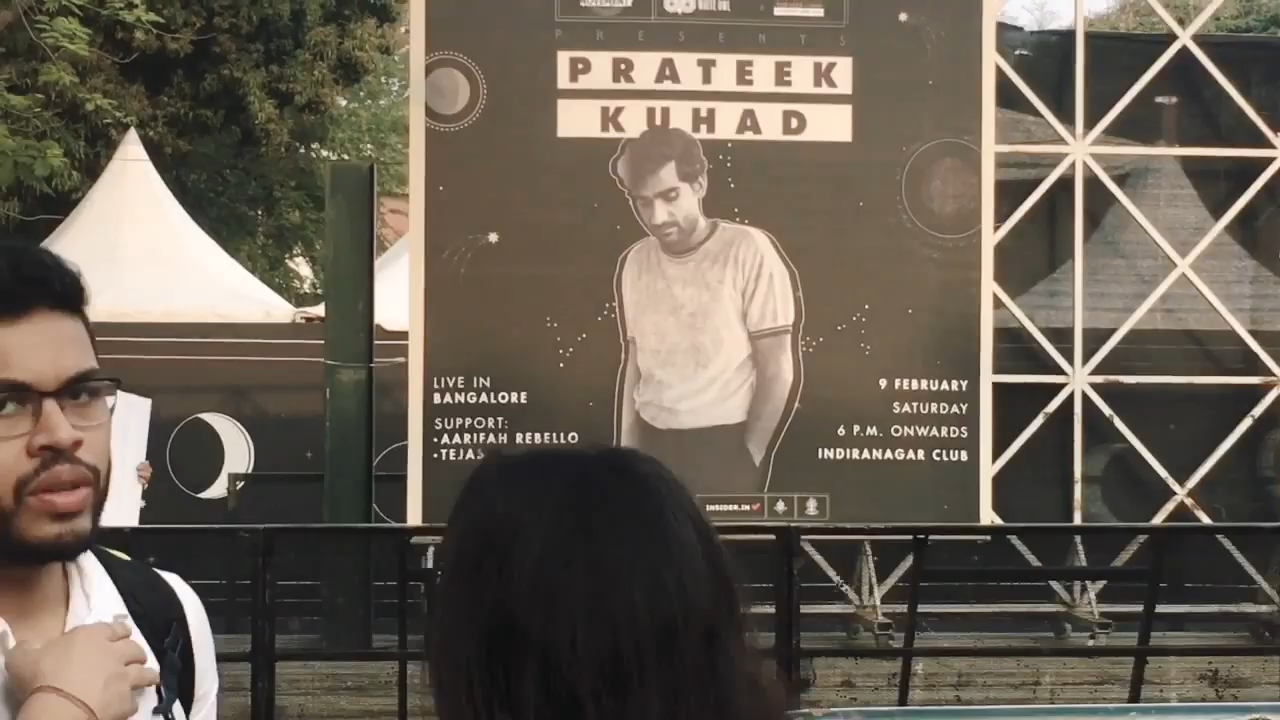 PRESENTS
PRATEEK
KUHAD
LIVE IN
BANGALORE
SUPPORT:
•AARIFAH REBELLO
•TEJAS
9 FEBRUARY
SATURDAY
6 P.M. ONWARDS
INDIRANAGAR CLUB
INSIDER.IN